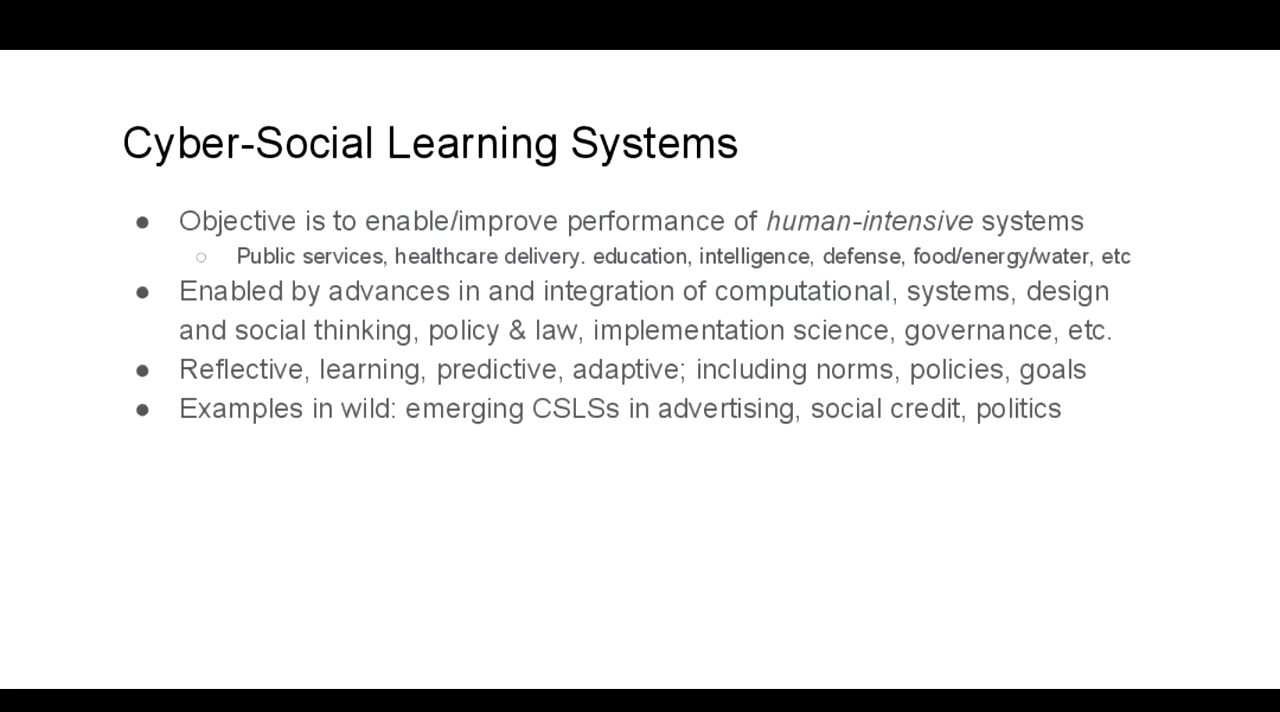 Cyber-Social Learning Systems
● Objective is to enable/improve performance of human-intensive systems
○ Public services, healthcare delivery. education, intelligence, defense, food/energy/water, etc
● Enabled by advances in and integration of computational, systems, design
and social thinking, policy & law, implementation science, governance, etc.
● Reflective, learning, predictive, adaptive; including norms, policies, goals
● Examples in wild: emerging CSLSs in advertising, social credit, politics